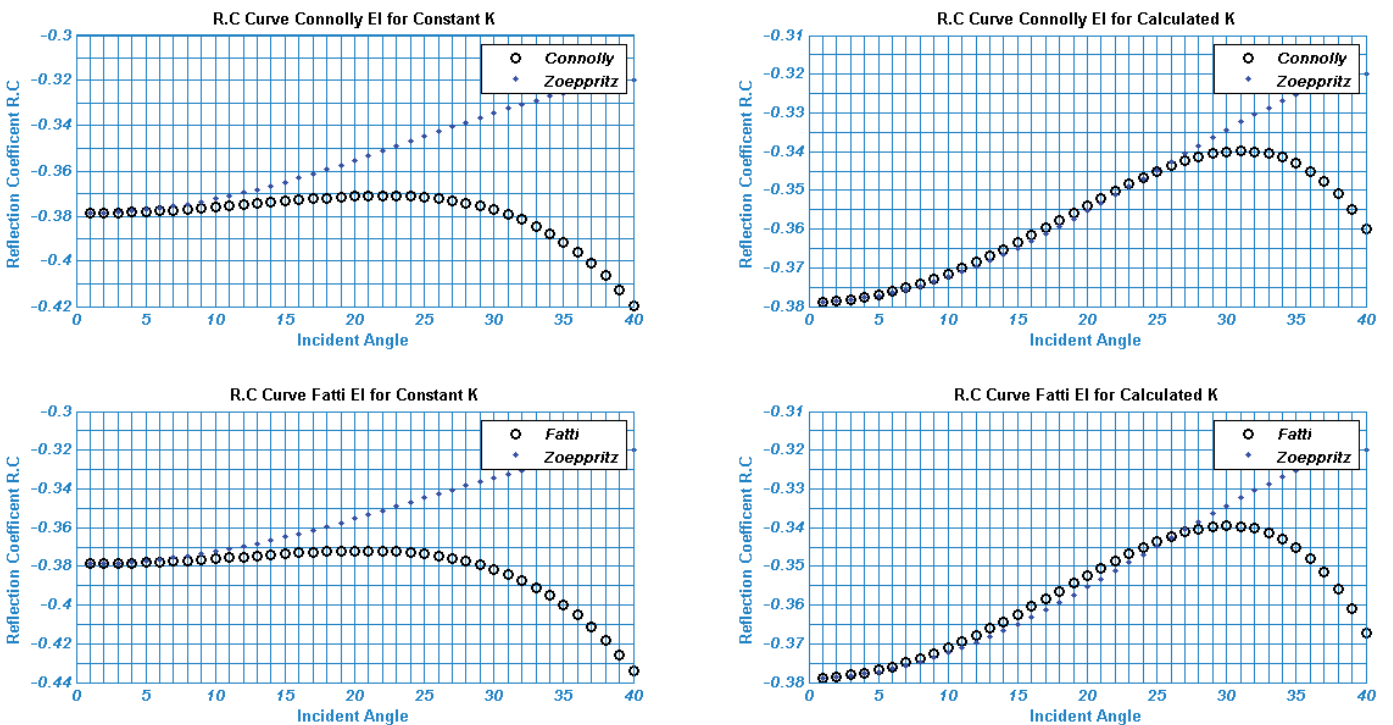 R.C Curve Connolly EI for Constant K
-0.3
-0.32
-0.34
-0.36
-0.38
-0.4
-0.42
Reflection Coefficent R.C
Connolly
Zoeppritz
0 5 10 15 20 25 30 35 40
Incident Angle
R.C Curve Connolly EI for Calculated K
-0.31
-0.32
-0.33
-0.34
-0.35
-0.36
-0.37
-0.38
Reflection Coefficent R.C
Connolly
Zoeppritz
0 5 10 15 20 25 30 35 40
Incident Angle
R.C Curve Fatti EI for Constant K
-0.3
-0.32
-0.34
-0.36
-0.38
-0.4
-0.42
-0.44
Reflection Coefficent R.C
Fatti
Zoeppritz
0 5 10 15 20 25 30 35 40
Incident Angle
R.C Curve Fatti EI for Calculated K
-0.31
-0.32
-0.33
-0.34
-0.35
-0.36
-0.37
-0.38
Reflection Coefficent R.C
Fatti
Zoeppritz
0 5 10 15 20 25 30 35 40
Incident Angle